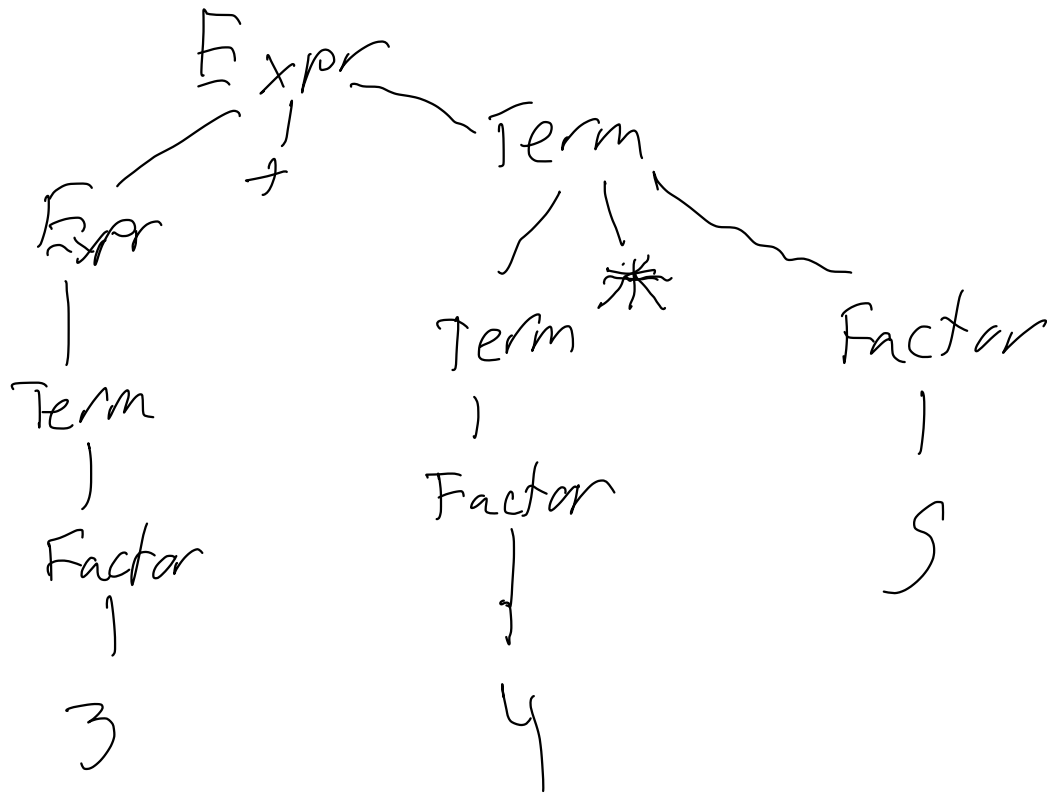 Expr
+ Term
Expr *
Term Factor
Term
Factor
Factor 5
3 4